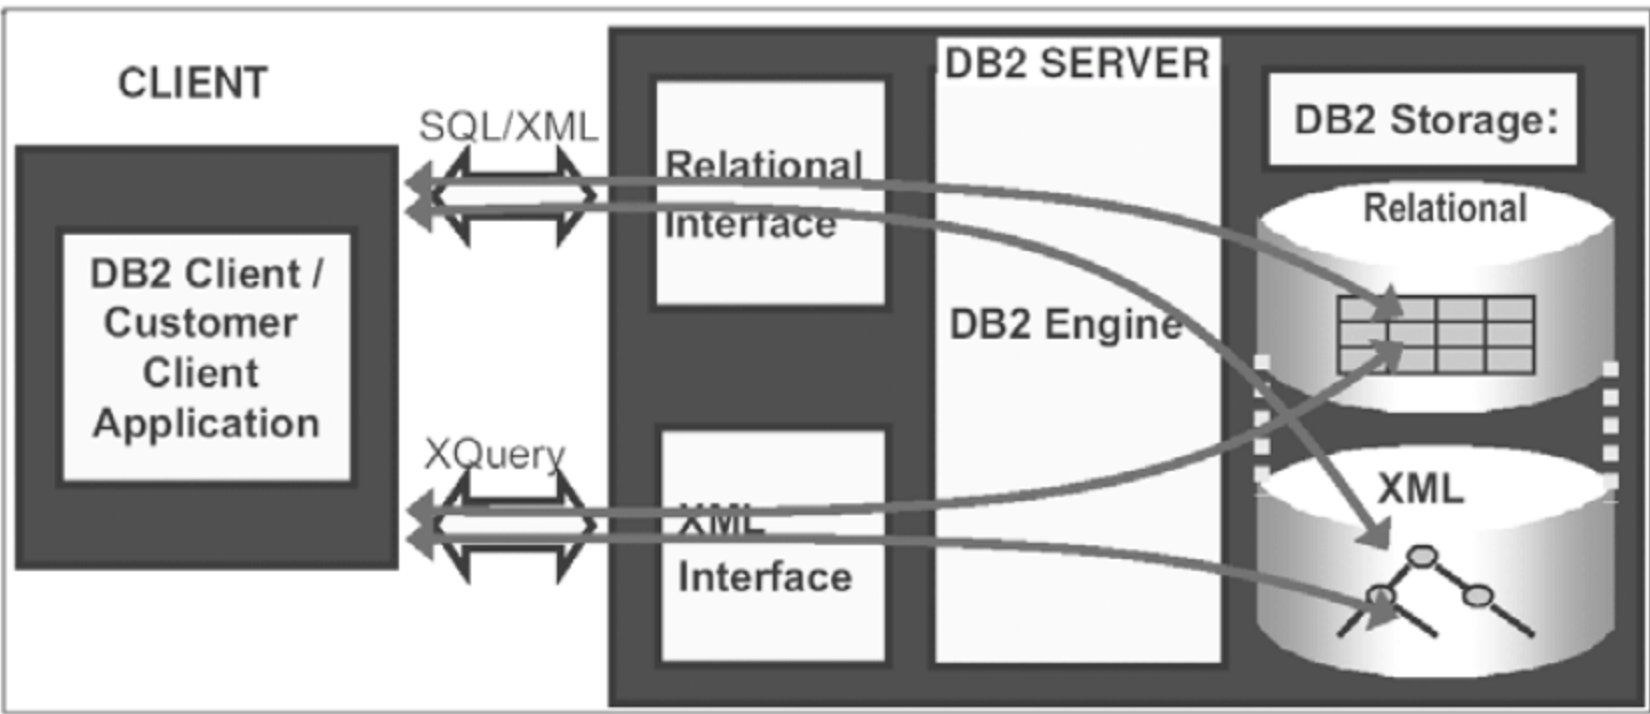 CLIENT
DB2 Client /
Customer
Client
Application
SQL/XML
XQuery
Relational
Interface
XML
Interface
DB2 SERVER
DB2 Engine
DB2 Storage:
Relational
XML